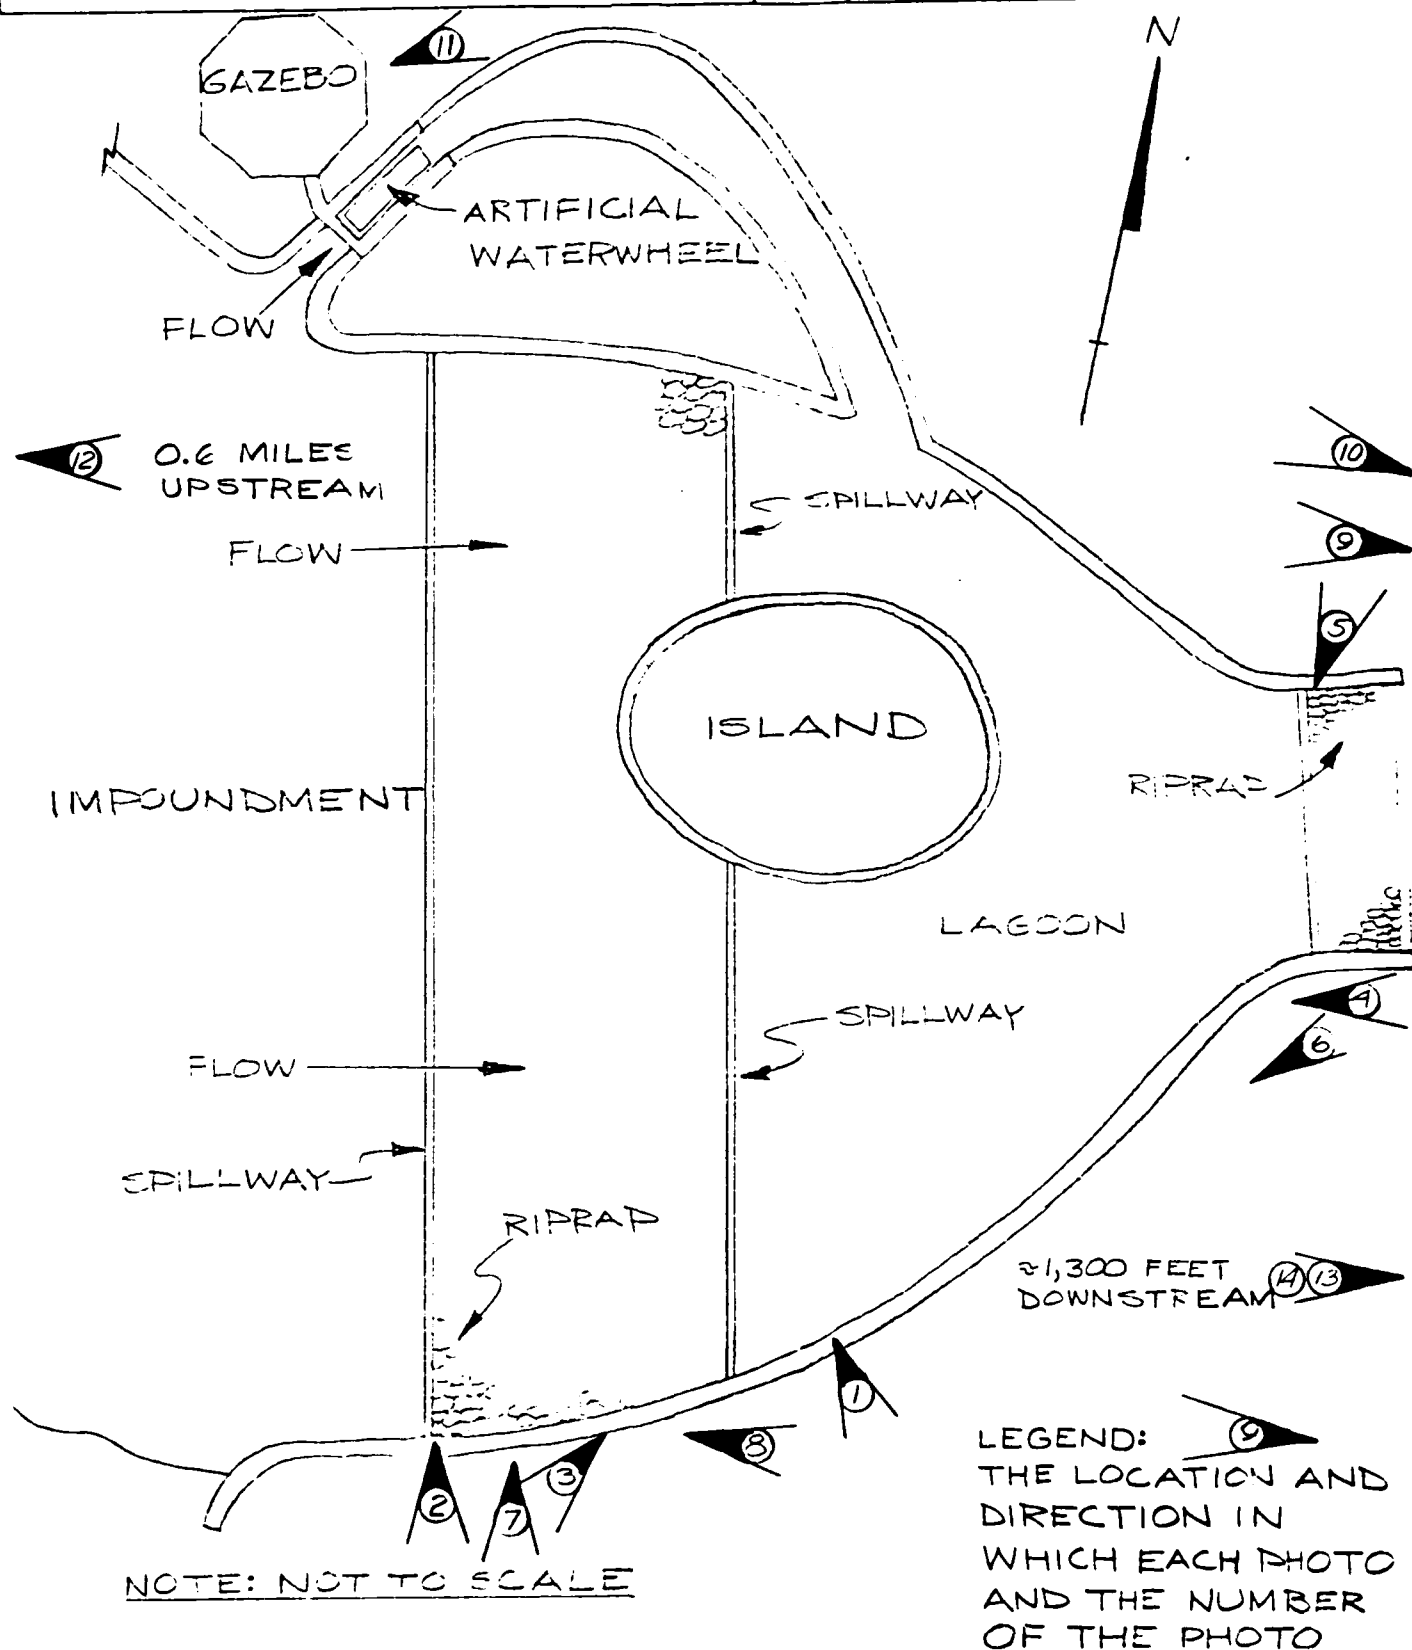 N
11
GAZEBO
ARTIFICIAL
WATERWHEEL
FLOW
12
0.6 MILES
UPSTREAM
10
SPILLWAY
FLOW
9
5
ISLAND
RIPRAP
IMPOUNDMENT
LAGOON
4
SPILLWAY
6
FLOW
SPILLWAY
RIPRAP
≈1,300 FEET
DOWNSTREAM
14 13
1
8
3
2
7
LEGEND: 9
THE LOCATION AND
DIRECTION IN
WHICH EACH PHOTO
AND THE NUMBER
OF THE PHOTO
NOTE: NOT TO SCALE